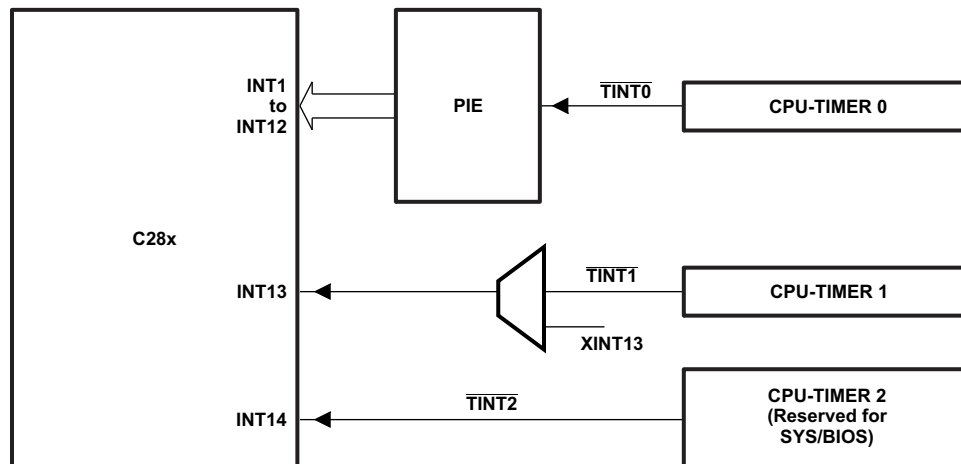 INT1
to
INT12
PIE
TINT0
CPU-TIMER 0
C28x
INT13
TINT1
CPU-TIMER 1
XINT13
INT14
TINT2
CPU-TIMER 2
(Reserved for
SYS/BIOS)